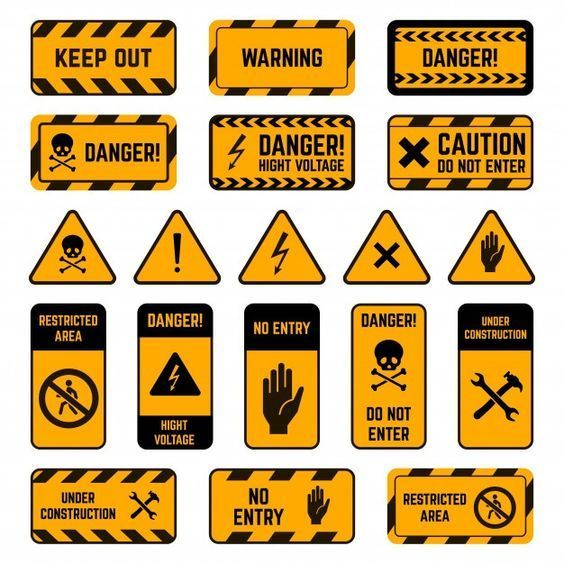 KEEP OUT
WARNING
DANGER!
DANGER!
DANGER!
HIGHT VOLTAGE
CAUTION
DO NOT ENTER
RESTRICTED
AREA
DANGER!
HIGHT
VOLTAGE
NO ENTRY
DANGER!
DO NOT
ENTER
UNDER
CONSTRUCTION
UNDER
CONSTRUCTION
NO
ENTRY
RESTRICTED
AREA